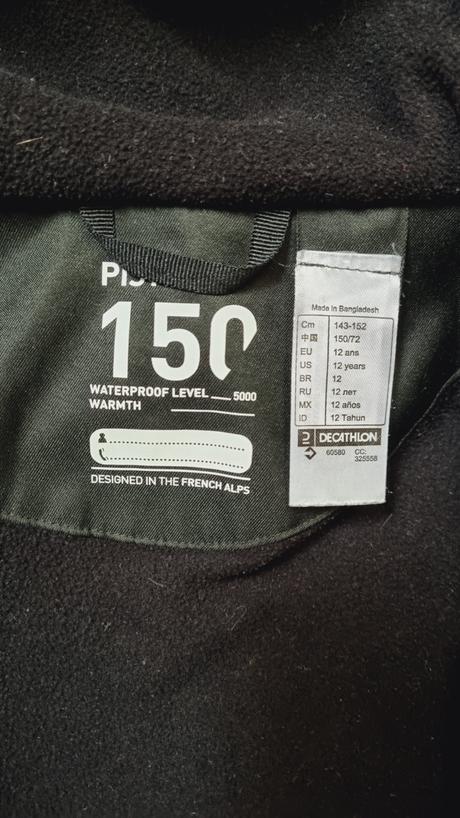 150
WATERPROOF LEVEL 5000
WARMTH
DESIGNED IN THE FRENCH ALPS
Made in Bangladesh
Cm 143-152
中国 150/72
EU 12 ans
US 12 years
BR 12
RU 12 лет
MX 12 años
ID 12 Tahun
DECATHLON
60580 CC:
325558